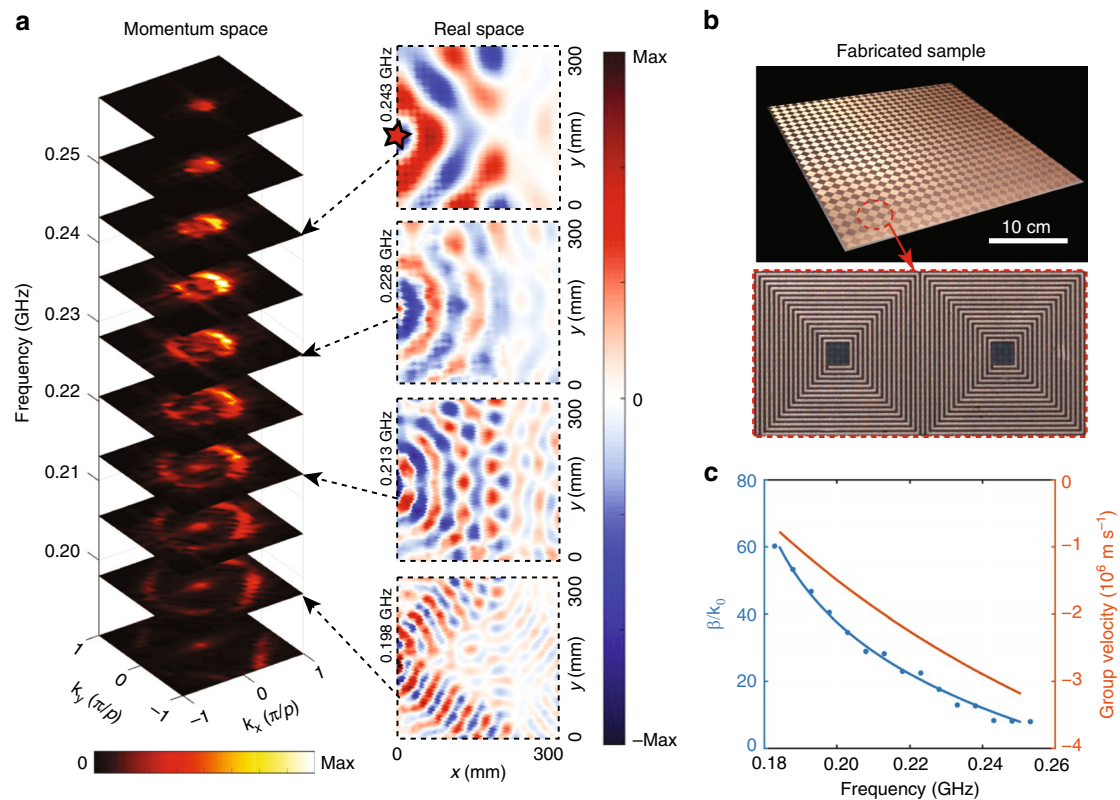 a
Momentum space
Real space
0.25
0.24
0.23
0.22
0.21
0.20
Frequency (GHz)
1
0
−1
k_y (π/p)
−1
0
1
k_x (π/p)
0
Max
0.243 GHz
300
y (mm)
0
0.228 GHz
300
y (mm)
0
0.213 GHz
300
y (mm)
0
0.198 GHz
300
y (mm)
0
0
300
x (mm)
Max
0
–Max
b
Fabricated sample
10 cm
c
80
60
40
20
0
β/k₀
0
−1
−2
−3
−4
Group velocity (10⁶ m s⁻¹)
0.18
0.20
0.22
0.24
0.26
Frequency (GHz)